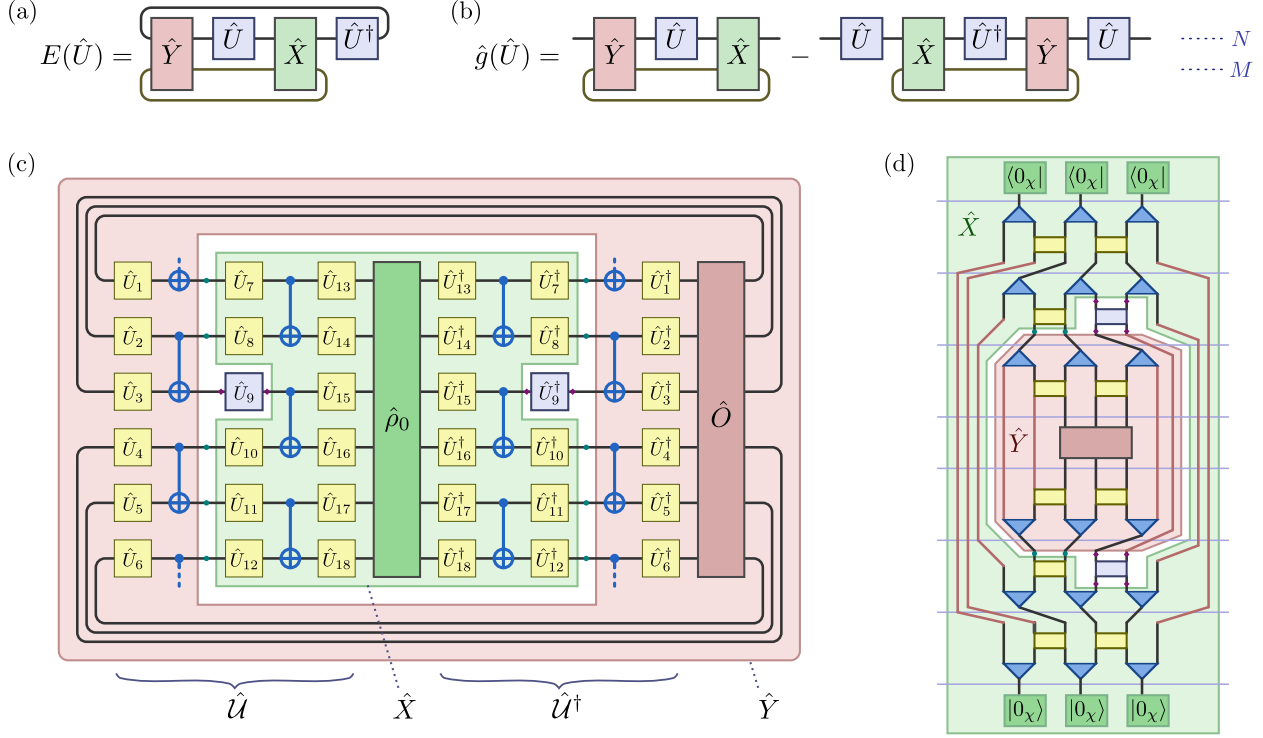 (a) E(Û) = Ŷ Û X̂ Û†
(b) ĝ(Û) = Ŷ Û X̂ − Û X̂ Û† Ŷ Û N
M
(c)
Û₁ Û₇ Û₁₃ Û†₁₃ Û†₇ Û†₁
Û₂ Û₈ Û₁₄ Û†₁₄ Û†₈ Û†₂
Û₃ Û₉ Û₁₅ ρ̂₀ Û†₁₅ Û†₉ Û†₃ Ô
Û₄ Û₁₀ Û₁₆ Û†₁₆ Û†₁₀ Û†₄
Û₅ Û₁₁ Û₁₇ Û†₁₇ Û†₁₁ Û†₅
Û₆ Û₁₂ Û₁₈ Û†₁₈ Û†₁₂ Û†₆
𝒰̂ X̂ 𝒰̂† Ŷ
(d)
⟨0χ| ⟨0χ| ⟨0χ|
X̂
Ŷ
|0χ⟩ |0χ⟩ |0χ⟩